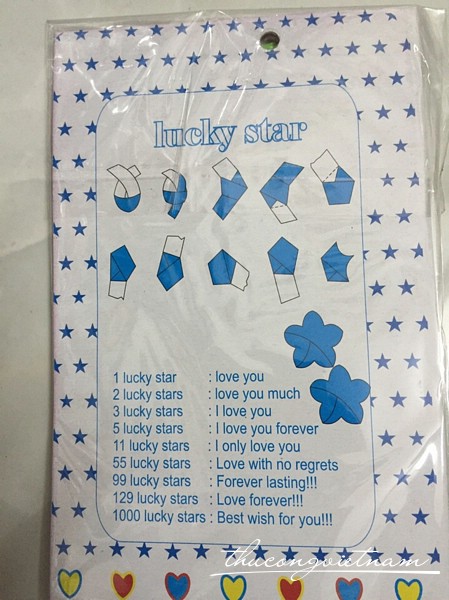 lucky star
1 lucky star : love you
2 lucky stars : love you much
3 lucky stars : I love you
5 lucky stars : I love you forever
11 lucky stars : I only love you
55 lucky stars : Love with no regrets
99 lucky stars : Forever lasting!!!
129 lucky stars : Love forever!!!
1000 lucky stars : Best wish for you!!!
thucongvietnam